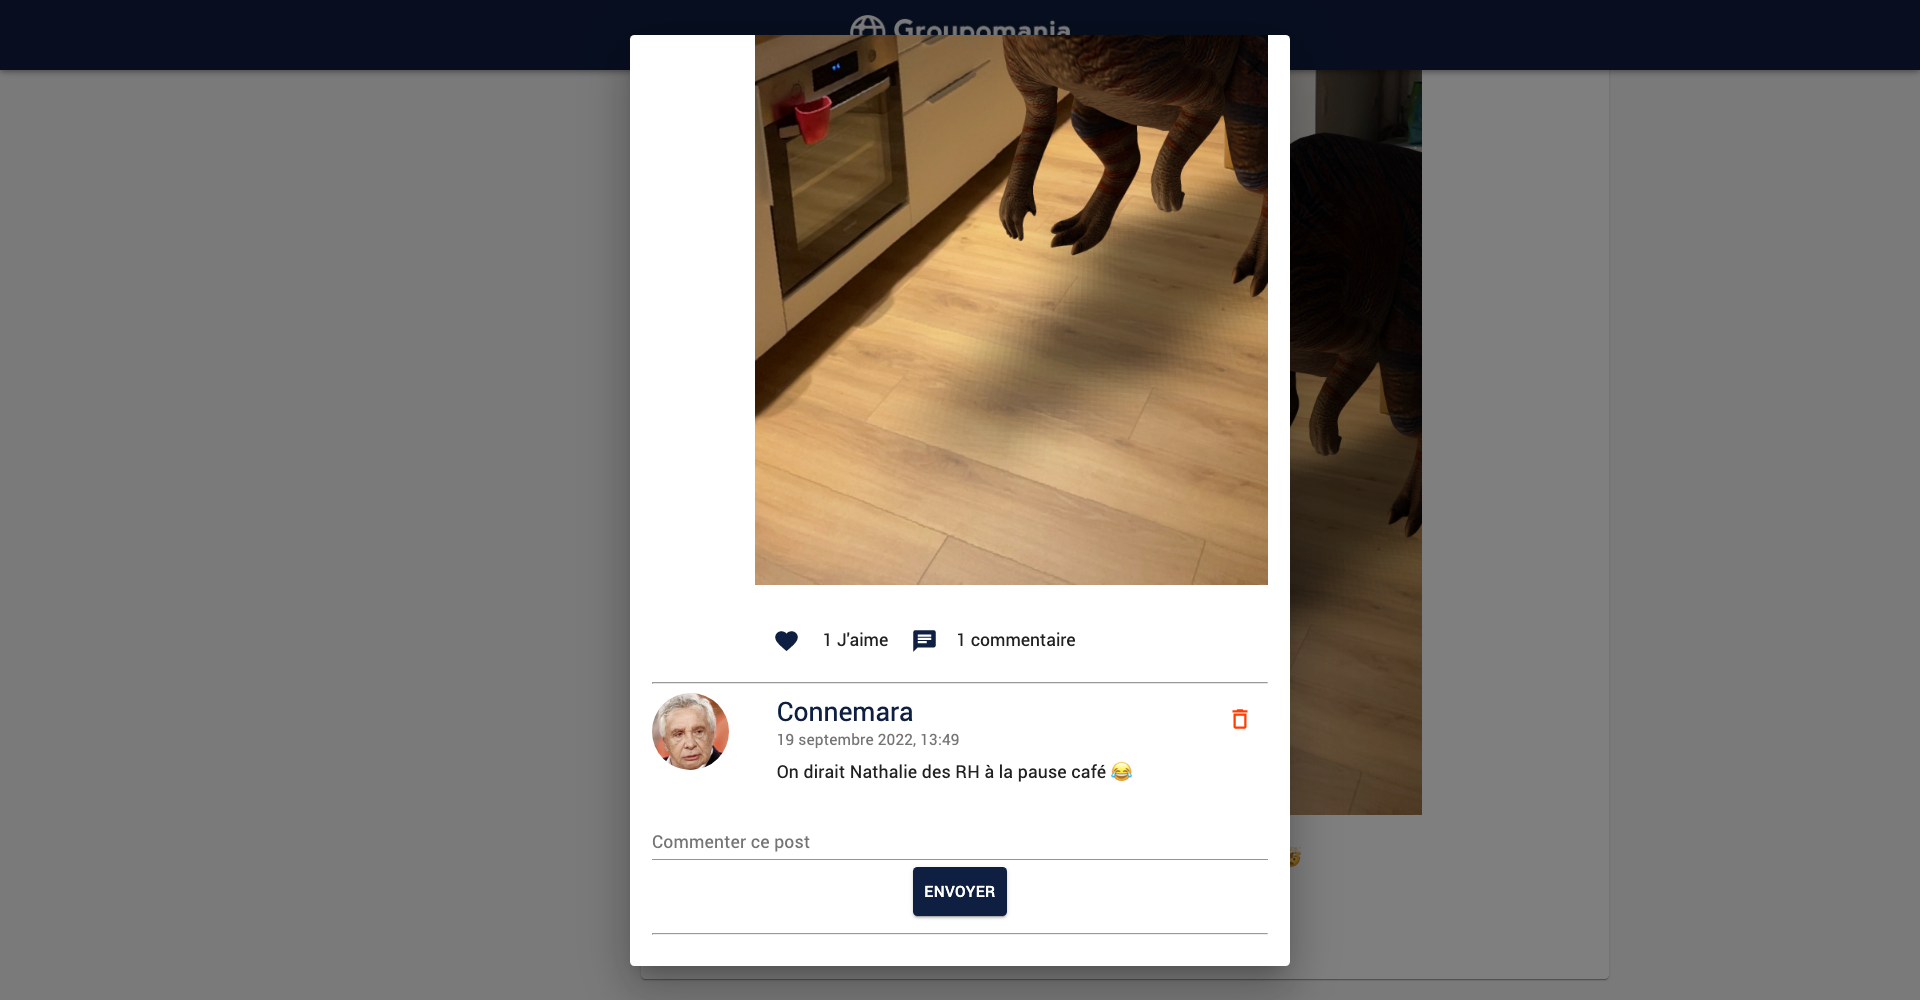 Groupomania
1 J'aime 1 commentaire
Connemara
19 septembre 2022, 13:49
On dirait Nathalie des RH à la pause café 😂
Commenter ce post
ENVOYER